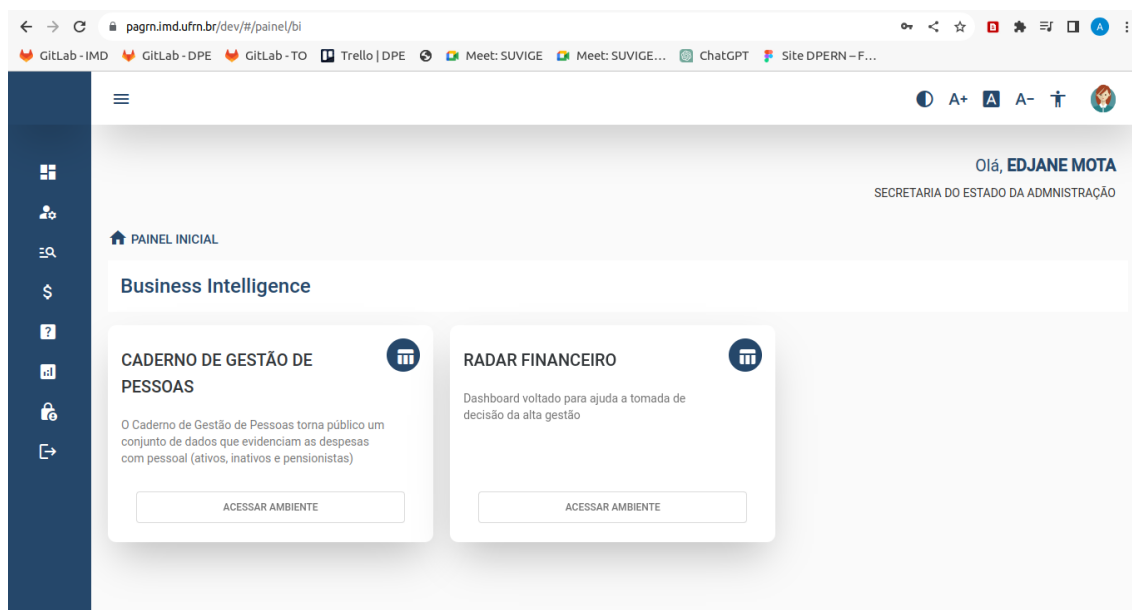 pagrn.imd.ufrn.br/dev/#/painel/bi
GitLab - IMD GitLab - DPE GitLab - TO Trello | DPE Meet: SUVIGE Meet: SUVIGE... ChatGPT Site DPERN – F...
A+ A A-
Olá, EDJANE MOTA
SECRETARIA DO ESTADO DA ADMNISTRAÇÃO
PAINEL INICIAL
Business Intelligence
CADERNO DE GESTÃO DE
PESSOAS
O Caderno de Gestão de Pessoas torna público um
conjunto de dados que evidenciam as despesas
com pessoal (ativos, inativos e pensionistas)
ACESSAR AMBIENTE
RADAR FINANCEIRO
Dashboard voltado para ajuda a tomada de
decisão da alta gestão
ACESSAR AMBIENTE